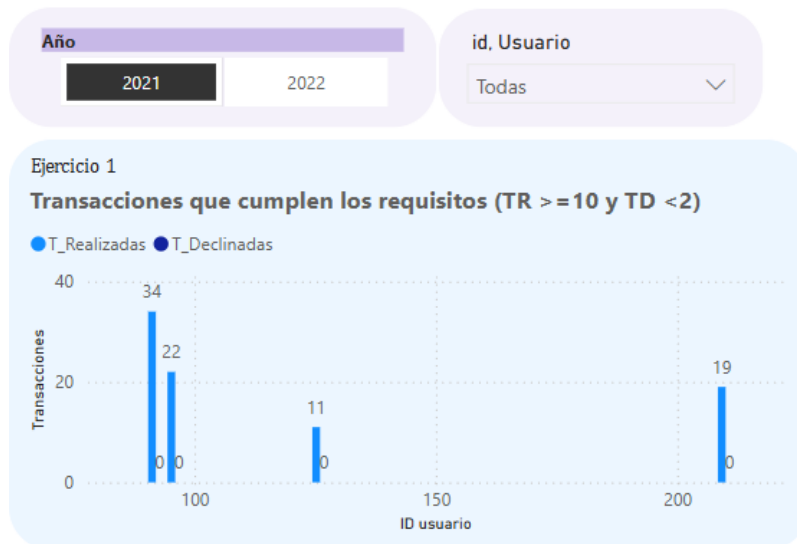 Año
2021 2022
id, Usuario
Todas
Ejercicio 1
Transacciones que cumplen los requisitos (TR >=10 y TD <2)
T_Realizadas T_Declinadas
Transacciones
40
20
0
34
0
22
0
11
0
19
0
100 150 200
ID usuario